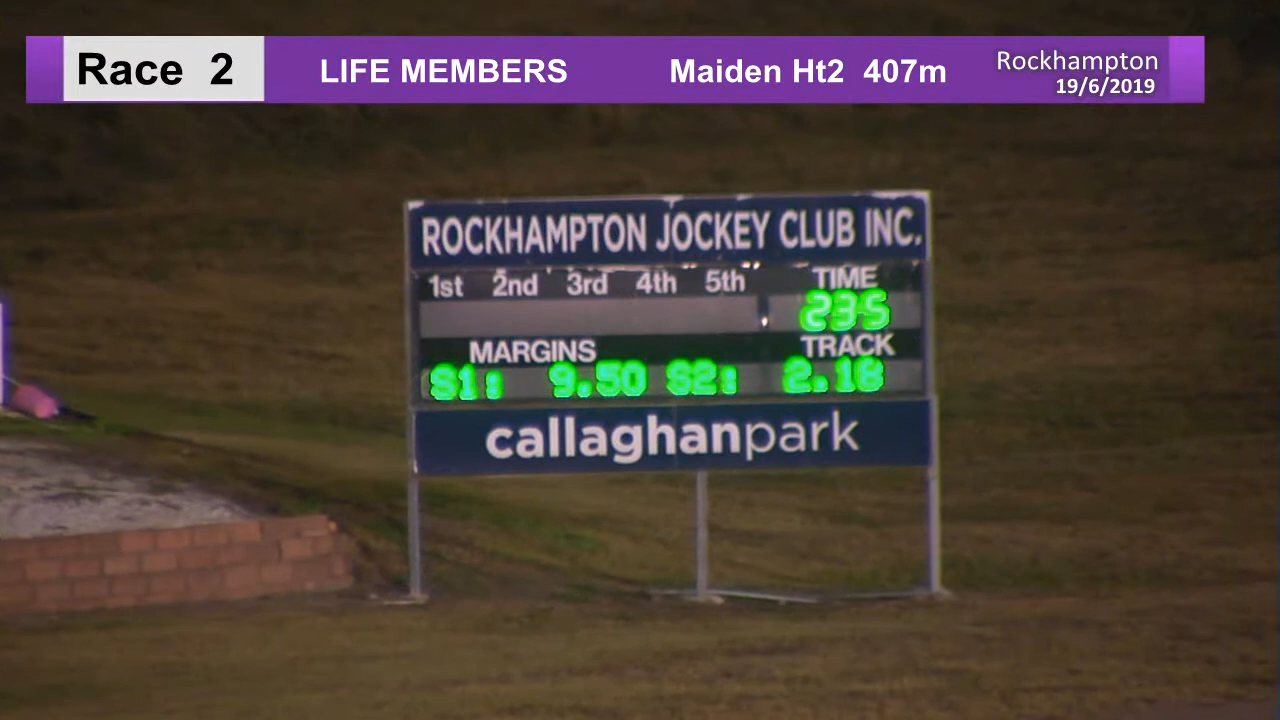 Race 2 LIFE MEMBERS Maiden Ht2 407m Rockhampton
19/6/2019
ROCKHAMPTON JOCKEY CLUB INC.
1st 2nd 3rd 4th 5th TIME
235
MARGINS TRACK
S1: 9.50 S2: 2.18
callaghanpark